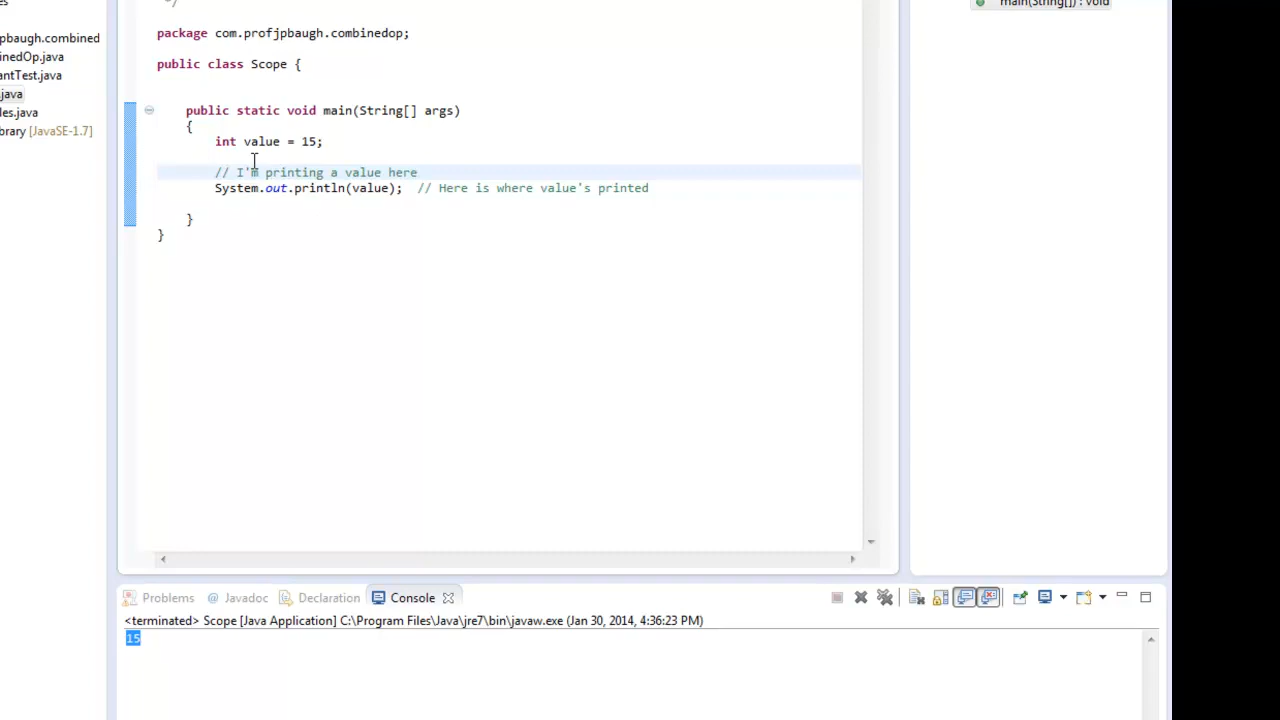 */
main(String[]) : void
package com.profjpbaugh.combinedop;
public class Scope {
public static void main(String[] args)
{
int value = 15;
// I'm printing a value here
System.out.println(value);  // Here is where value's printed
}
}
es
pbaugh.combined
inedOp.java
antTest.java
.java
les.java
brary [JavaSE-1.7]
Problems
@ Javadoc
Declaration
Console
<terminated> Scope [Java Application] C:\Program Files\Java\jre7\bin\javaw.exe (Jan 30, 2014, 4:36:23 PM)
15